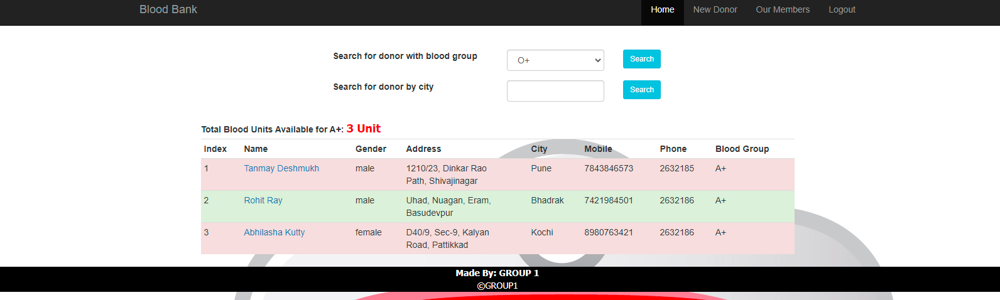 Blood Bank Home New Donor Our Members Logout
Search for donor with blood group O+ Search
Search for donor by city Search
Total Blood Units Available for A+: 3 Unit
Index Name Gender Address City Mobile Phone Blood Group
1 Tanmay Deshmukh male 1210/23, Dinkar Rao Pune 7843846573 2632185 A+
Path, Shivajinagar
2 Rohit Ray male Uhad, Nuagan, Eram, Bhadrak 7421984501 2632186 A+
Basudevpur
3 Abhilasha Kutty female D40/9, Sec-9, Kalyan Kochi 8980763421 2632186 A+
Road, Pattikkad
Made By: GROUP 1
©GROUP1